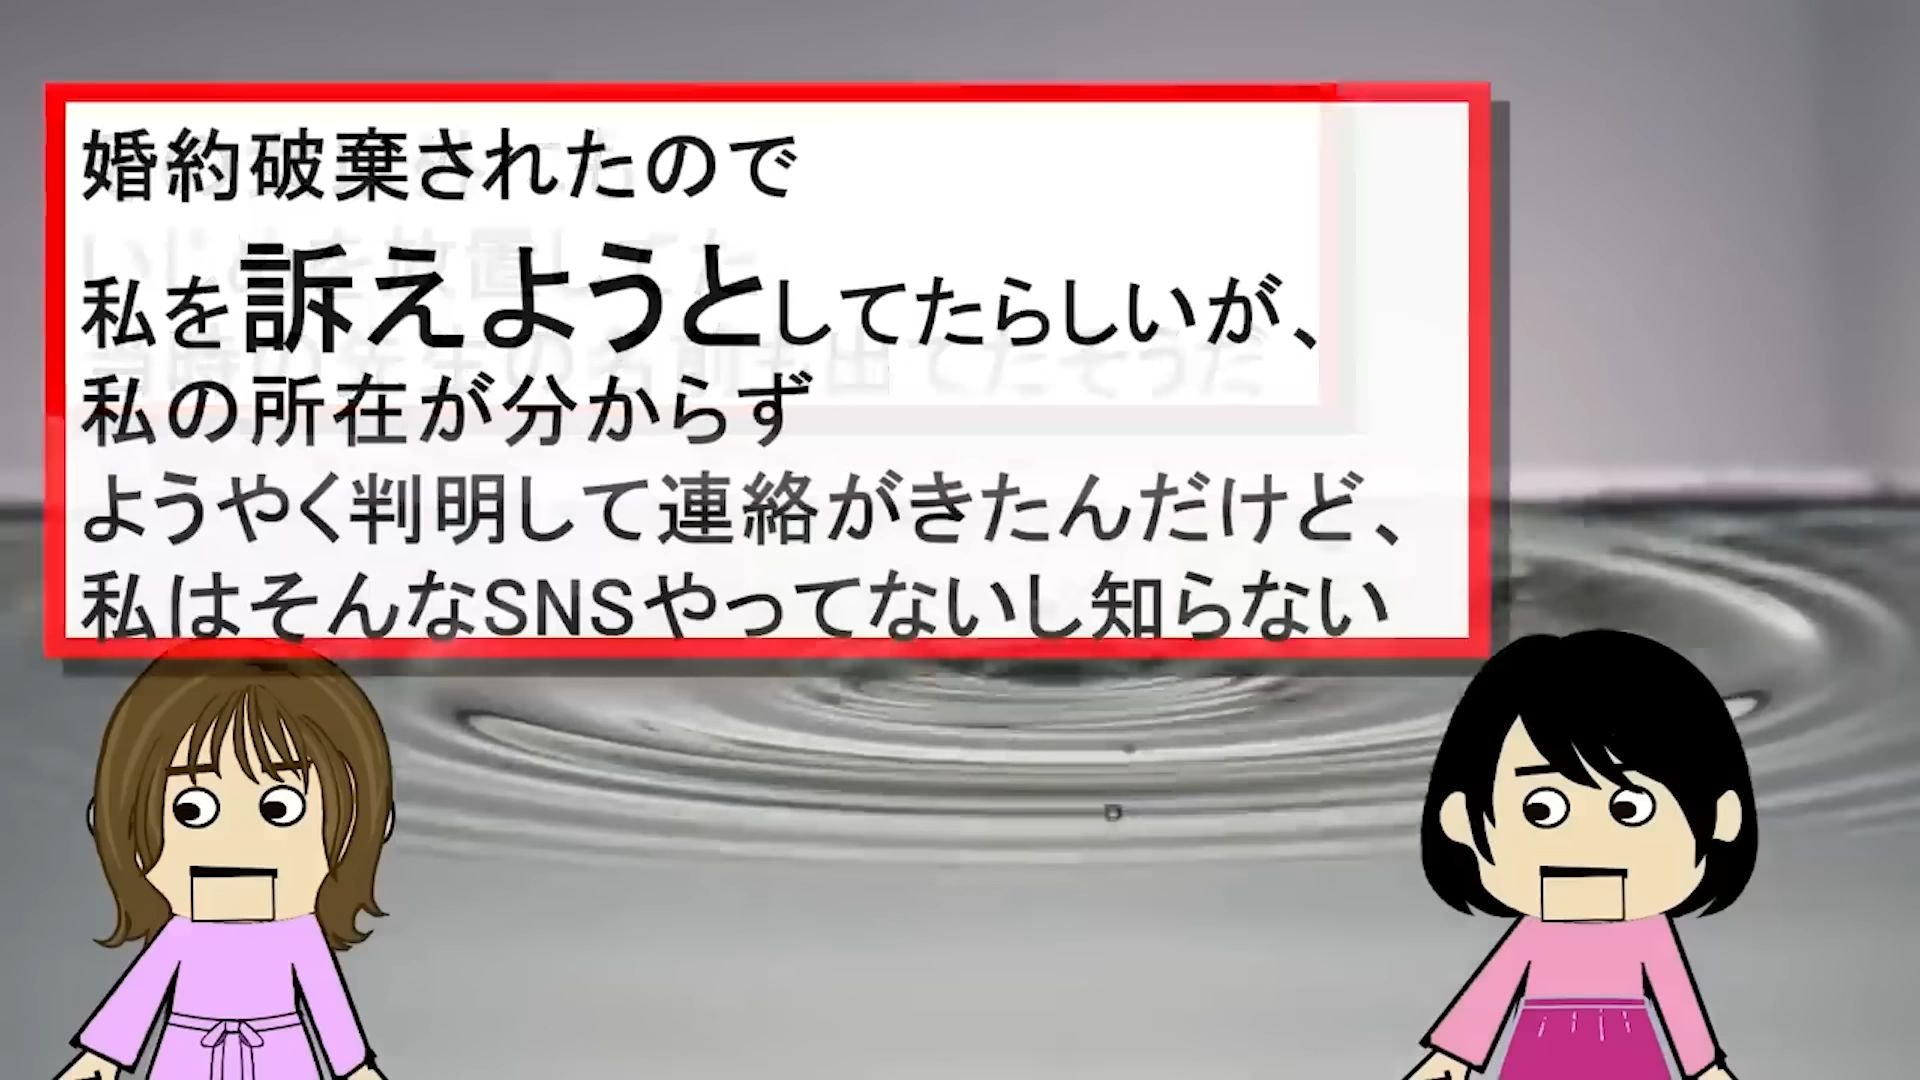 婚約破棄されたので
私を訴えようとしてたらしいが、
私の所在が分からず
ようやく判明して連絡がきたんだけど、
私はそんなSNSやってないし知らない